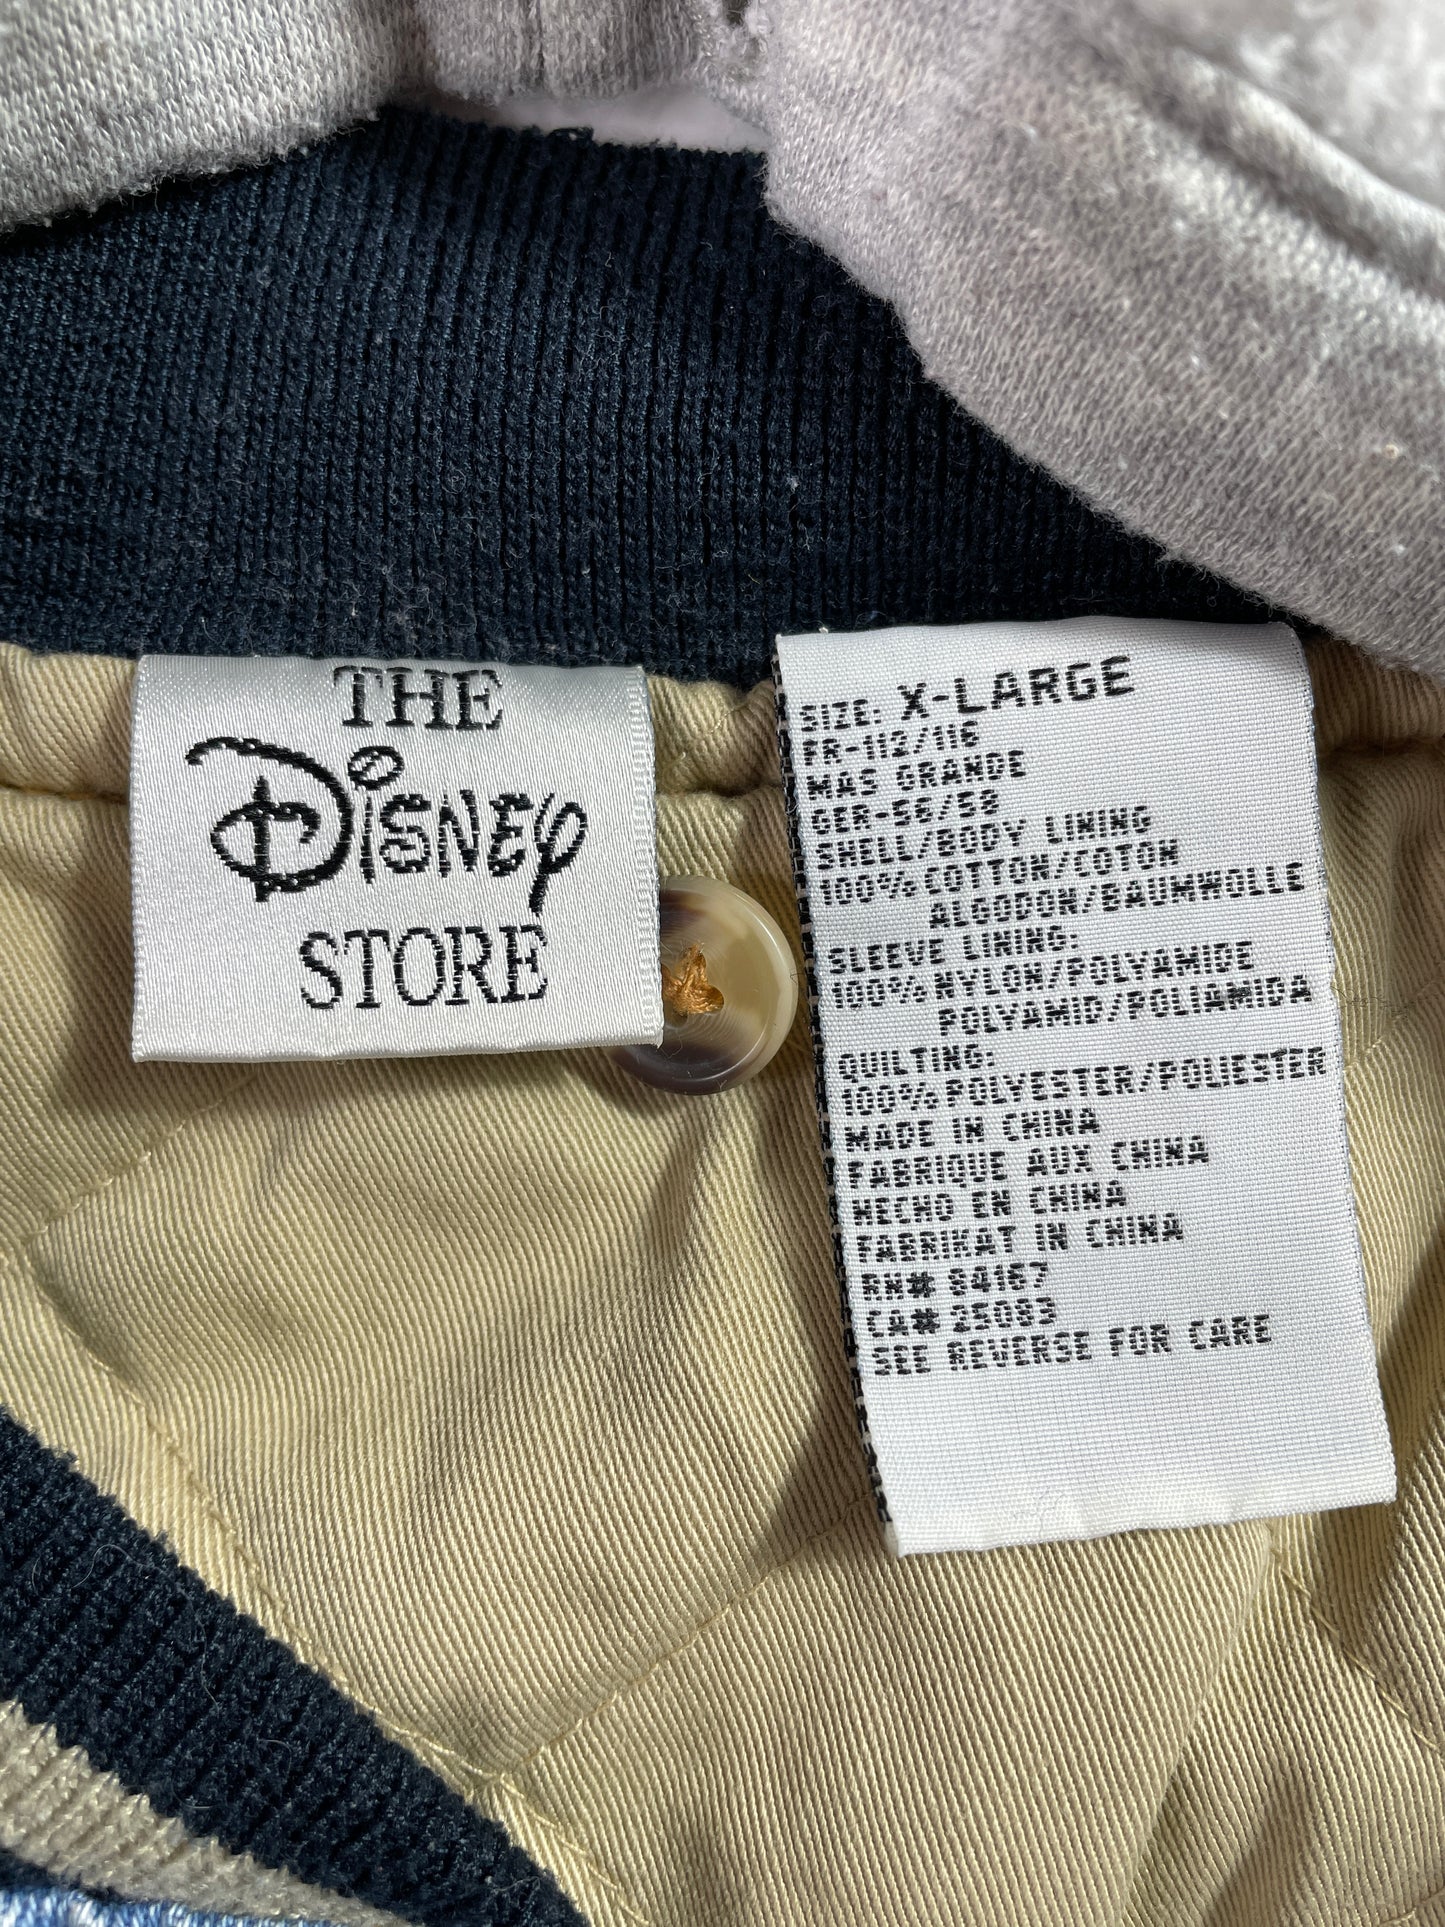 THE
Disney
STORE
SIZE: X-LARGE
FR-112/116
MAS GRANDE
GER-56/58
SHELL/BODY LINING
100% COTTON/COTON
ALGODON/BAUMWOLLE
SLEEVE LINING:
100% NYLON/POLYAMIDE
POLYAMID/POLIAMIDA
QUILTING:
100% POLYESTER/POLIESTER
MADE IN CHINA
FABRIQUE AUX CHINA
HECHO EN CHINA
FABRIKAT IN CHINA
RN# 84167
CA# 25083
SEE REVERSE FOR CARE